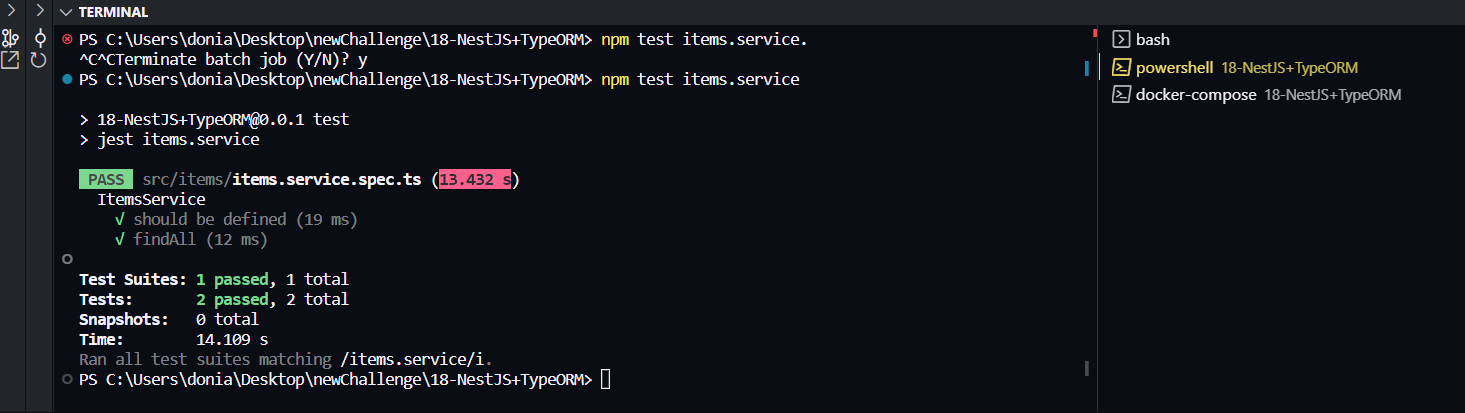 TERMINAL
PS C:\Users\donia\Desktop\newChallenge\18-NestJS+TypeORM> npm test items.service.
^C^CTerminate batch job (Y/N)? y
PS C:\Users\donia\Desktop\newChallenge\18-NestJS+TypeORM> npm test items.service
> 18-NestJS+TypeORM@0.0.1 test
> jest items.service
PASS src/items/items.service.spec.ts (13.432 s)
ItemsService
√ should be defined (19 ms)
√ findAll (12 ms)
Test Suites: 1 passed, 1 total
Tests: 2 passed, 2 total
Snapshots: 0 total
Time: 14.109 s
Ran all test suites matching /items.service/i.
PS C:\Users\donia\Desktop\newChallenge\18-NestJS+TypeORM>
bash
powershell 18-NestJS+TypeORM
docker-compose 18-NestJS+TypeORM